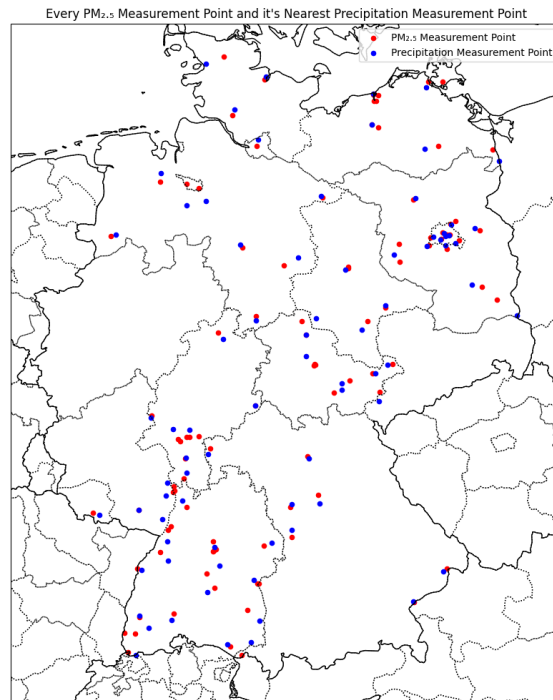 Every PM₂.₅ Measurement Point and it's Nearest Precipitation Measurement Point
PM₂.₅ Measurement Point
Precipitation Measurement Point